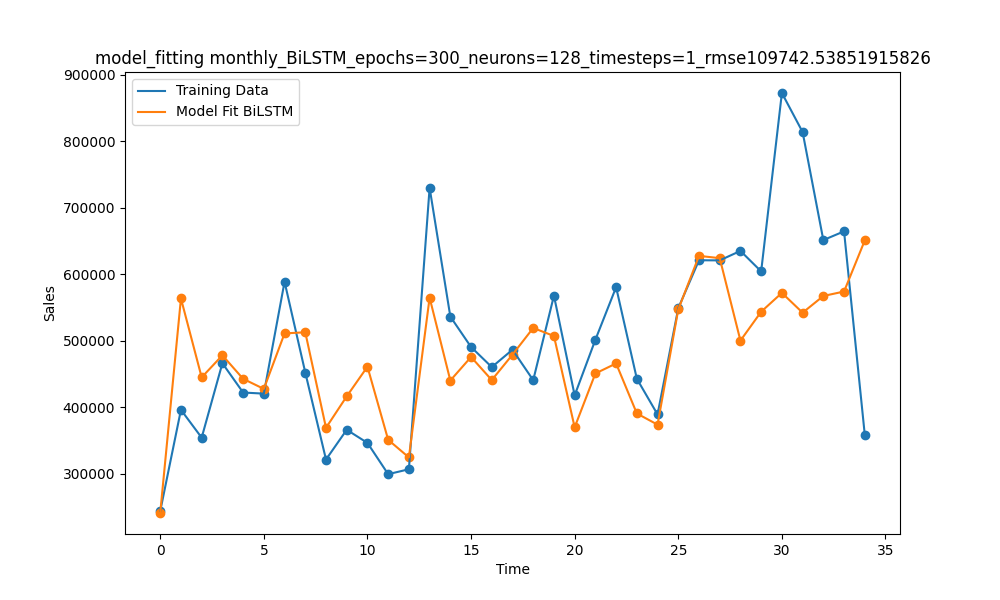 model_fitting monthly_BiLSTM_epochs=300_neurons=128_timesteps=1_rmse109742.53851915826
Training Data
Model Fit BiLSTM
900000
800000
700000
600000
500000
400000
300000
Sales
0 5 10 15 20 25 30 35
Time